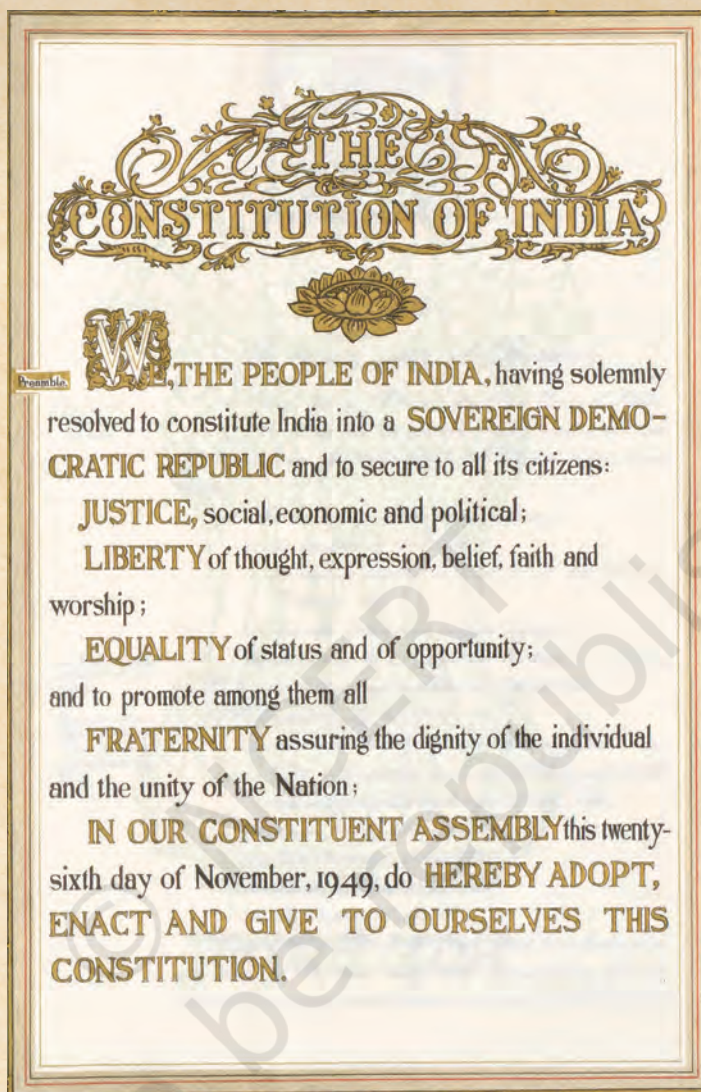 THE
CONSTITUTION OF INDIA
Preamble.
WE, THE PEOPLE OF INDIA, having solemnly
resolved to constitute India into a SOVEREIGN DEMO-
CRATIC REPUBLIC and to secure to all its citizens:
JUSTICE, social, economic and political;
LIBERTY of thought, expression, belief, faith and
worship;
EQUALITY of status and of opportunity;
and to promote among them all
FRATERNITY assuring the dignity of the individual
and the unity of the Nation;
IN OUR CONSTITUENT ASSEMBLY this twenty-
sixth day of November, 1949, do HEREBY ADOPT,
ENACT AND GIVE TO OURSELVES THIS
CONSTITUTION.
© NCERT
be republis